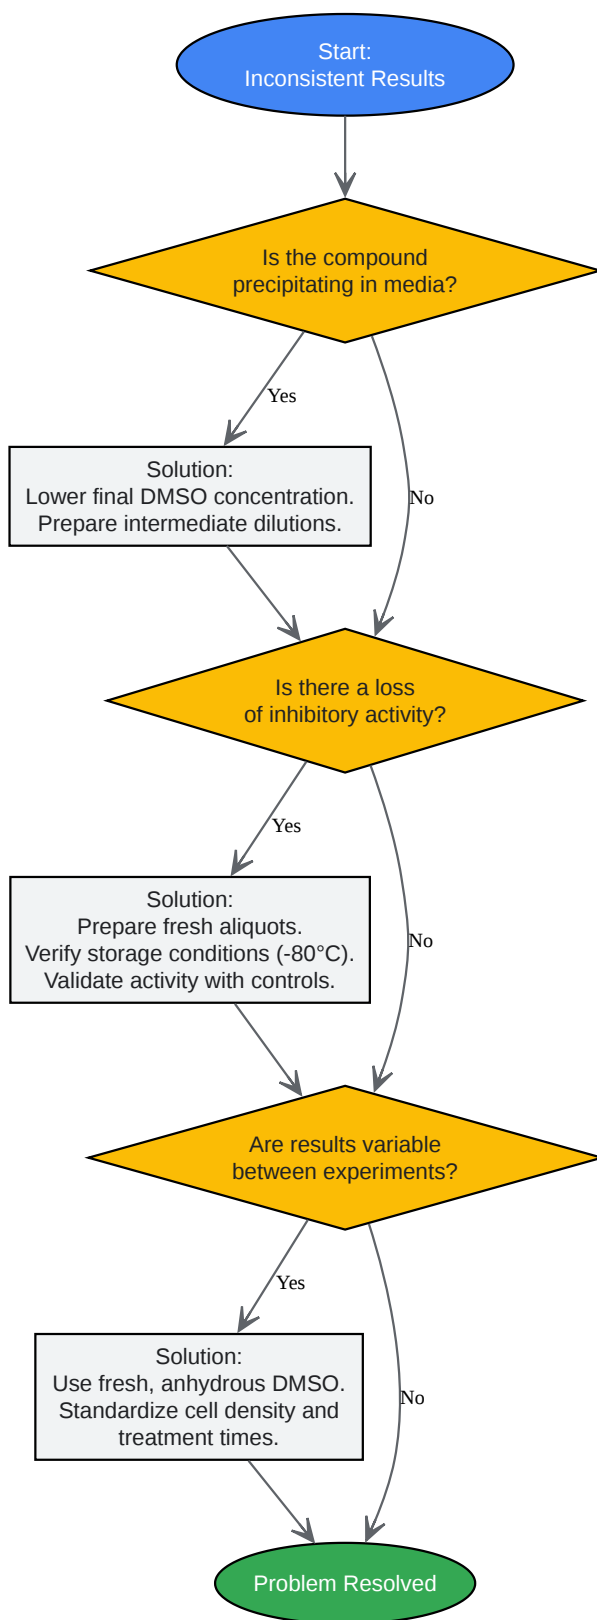 Start:
Inconsistent Results
Is the compound
precipitating in media?
Yes
No
Solution:
Lower final DMSO concentration.
Prepare intermediate dilutions.
Is there a loss
of inhibitory activity?
Yes
No
Solution:
Prepare fresh aliquots.
Verify storage conditions (-80°C).
Validate activity with controls.
Are results variable
between experiments?
Yes
No
Solution:
Use fresh, anhydrous DMSO.
Standardize cell density and
treatment times.
Problem Resolved